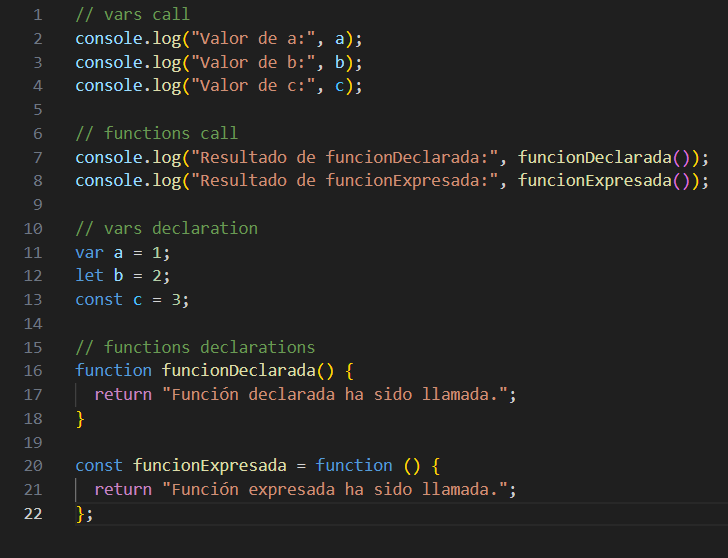 1 // vars call
2 console.log("Valor de a:", a);
3 console.log("Valor de b:", b);
4 console.log("Valor de c:", c);
5
6 // functions call
7 console.log("Resultado de funcionDeclarada:", funcionDeclarada());
8 console.log("Resultado de funcionExpresada:", funcionExpresada());
9
10 // vars declaration
11 var a = 1;
12 let b = 2;
13 const c = 3;
14
15 // functions declarations
16 function funcionDeclarada() {
17   return "Función declarada ha sido llamada.";
18 }
19
20 const funcionExpresada = function () {
21   return "Función expresada ha sido llamada.";
22 };